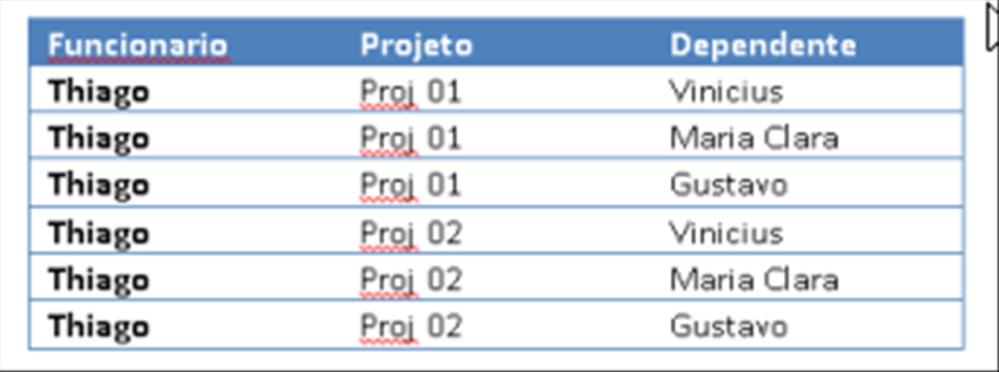 Funcionario Projeto Dependente
Thiago Proj 01 Vinicius
Thiago Proj 01 Maria Clara
Thiago Proj 01 Gustavo
Thiago Proj 02 Vinicius
Thiago Proj 02 Maria Clara
Thiago Proj 02 Gustavo